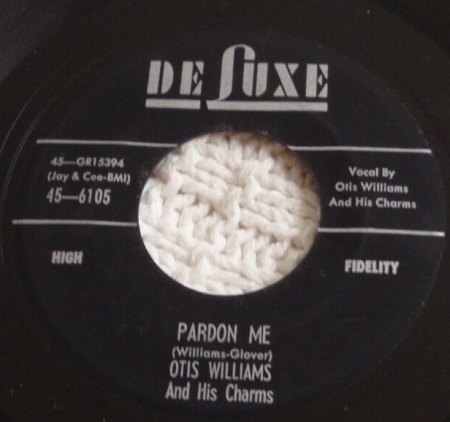 DE LUXE
45—GR15394
(Jay & Cee-BMI)
45—6105
Vocal By
Otis Williams
And His Charms
HIGH
FIDELITY
PARDON ME
(Williams-Glover)
OTIS WILLIAMS
And His Charms